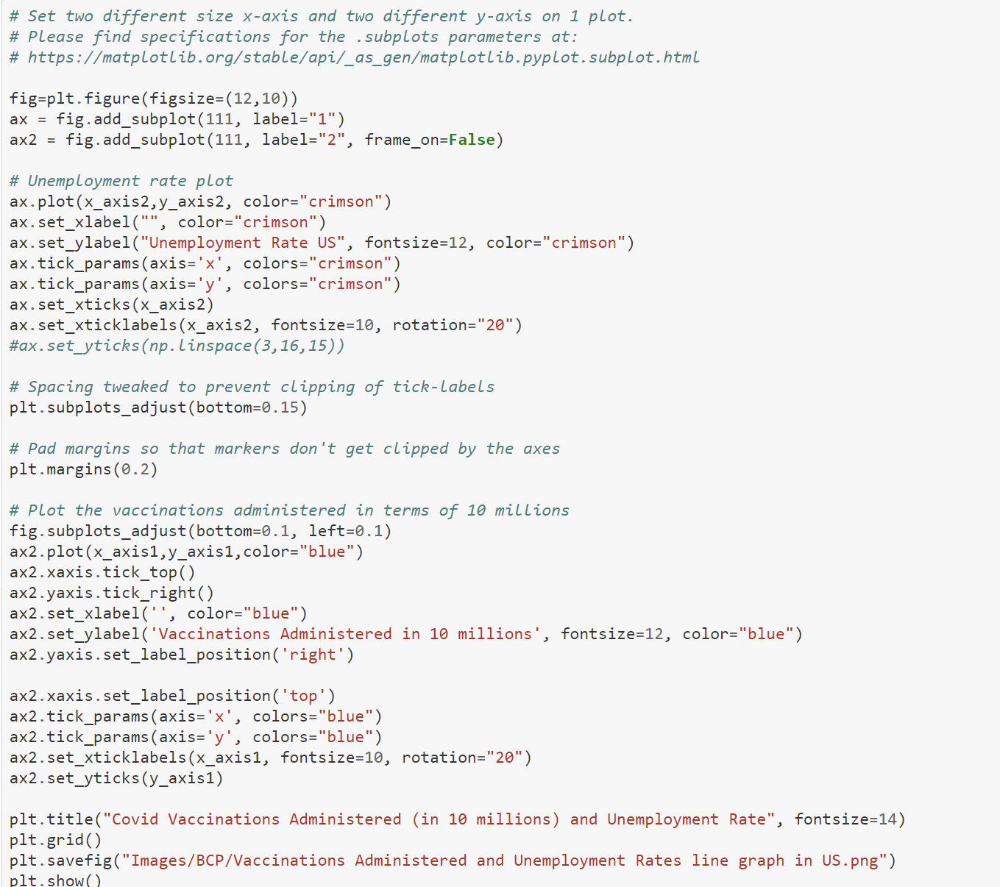 # Set two different size x-axis and two different y-axis on 1 plot.
# Please find specifications for the .subplots parameters at:
# https://matplotlib.org/stable/api/_as_gen/matplotlib.pyplot.subplot.html
fig=plt.figure(figsize=(12,10))
ax = fig.add_subplot(111, label="1")
ax2 = fig.add_subplot(111, label="2", frame_on=False)
# Unemployment rate plot
ax.plot(x_axis2,y_axis2, color="crimson")
ax.set_xlabel("", color="crimson")
ax.set_ylabel("Unemployment Rate US", fontsize=12, color="crimson")
ax.tick_params(axis='x', colors="crimson")
ax.tick_params(axis='y', colors="crimson")
ax.set_xticks(x_axis2)
ax.set_xticklabels(x_axis2, fontsize=10, rotation="20")
#ax.set_yticks(np.linspace(3,16,15))
# Spacing tweaked to prevent clipping of tick-labels
plt.subplots_adjust(bottom=0.15)
# Pad margins so that markers don't get clipped by the axes
plt.margins(0.2)
# Plot the vaccinations administered in terms of 10 millions
fig.subplots_adjust(bottom=0.1, left=0.1)
ax2.plot(x_axis1,y_axis1,color="blue")
ax2.xaxis.tick_top()
ax2.yaxis.tick_right()
ax2.set_xlabel('', color="blue")
ax2.set_ylabel('Vaccinations Administered in 10 millions', fontsize=12, color="blue")
ax2.yaxis.set_label_position('right')
ax2.xaxis.set_label_position('top')
ax2.tick_params(axis='x', colors="blue")
ax2.tick_params(axis='y', colors="blue")
ax2.set_xticklabels(x_axis1, fontsize=10, rotation="20")
ax2.set_yticks(y_axis1)
plt.title("Covid Vaccinations Administered (in 10 millions) and Unemployment Rate", fontsize=14)
plt.grid()
plt.savefig("Images/BCP/Vaccinations Administered and Unemployment Rates line graph in US.png")
plt.show()